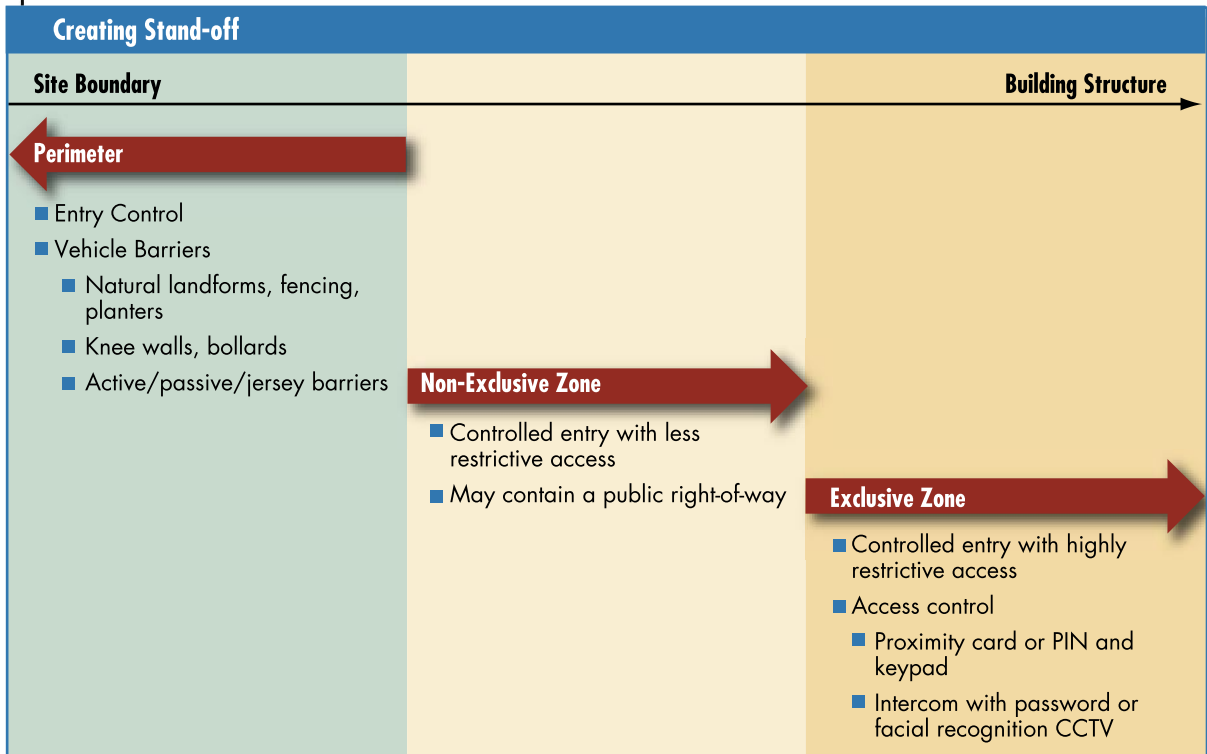 Creating Stand-off
Site Boundary
Building Structure
Perimeter
Entry Control
Vehicle Barriers
Natural landforms, fencing,
planters
Knee walls, bollards
Active/passive/jersey barriers
Non-Exclusive Zone
Controlled entry with less
restrictive access
May contain a public right-of-way
Exclusive Zone
Controlled entry with highly
restrictive access
Access control
Proximity card or PIN and
keypad
Intercom with password or
facial recognition CCTV